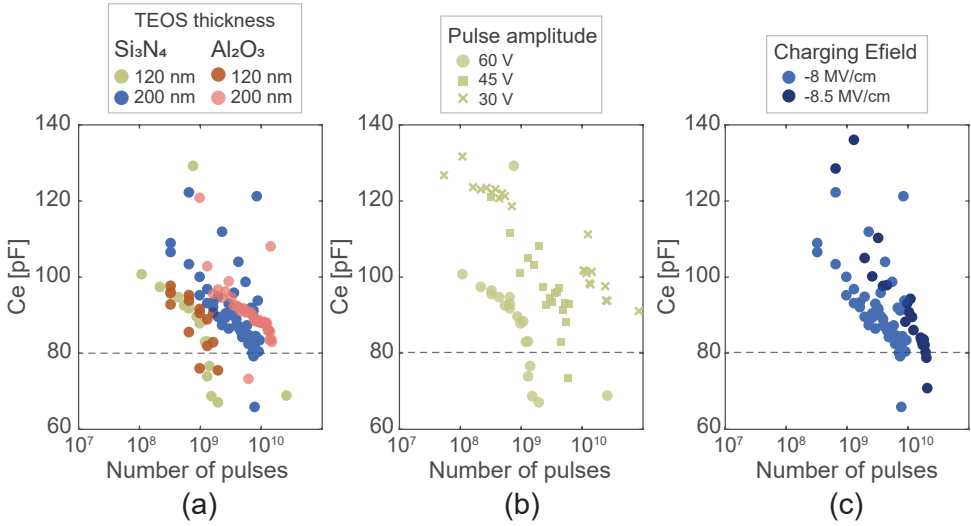 TEOS thickness
Si₃N₄ Al₂O₃
120 nm 120 nm
200 nm 200 nm
Pulse amplitude
60 V
45 V
30 V
Charging Efield
-8 MV/cm
-8.5 MV/cm
140
120
100
80
60
Ce [pF]
10⁷ 10⁸ 10⁹ 10¹⁰
Number of pulses
(a)
140
120
100
80
60
Ce [pF]
10⁷ 10⁸ 10⁹ 10¹⁰
Number of pulses
(b)
140
120
100
80
60
Ce [pF]
10⁷ 10⁸ 10⁹ 10¹⁰
Number of pulses
(c)